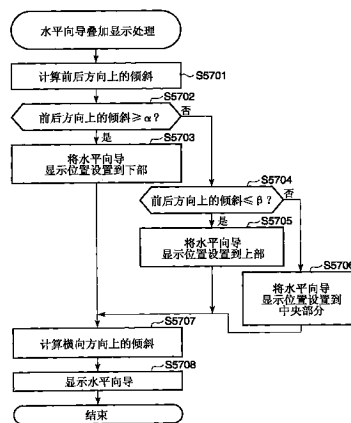 水平向导叠加显示处理
计算前后方向上的倾斜
S5701
S5702
前后方向上的倾斜≥α?
否
是
S5703
将水平向导
显示位置设置到下部
S5704
前后方向上的倾斜≤β?
否
是
S5705
将水平向导
显示位置设置到上部
S5706
将水平向导
显示位置设置到
中央部分
S5707
计算横向方向上的倾斜
S5708
显示水平向导
结束